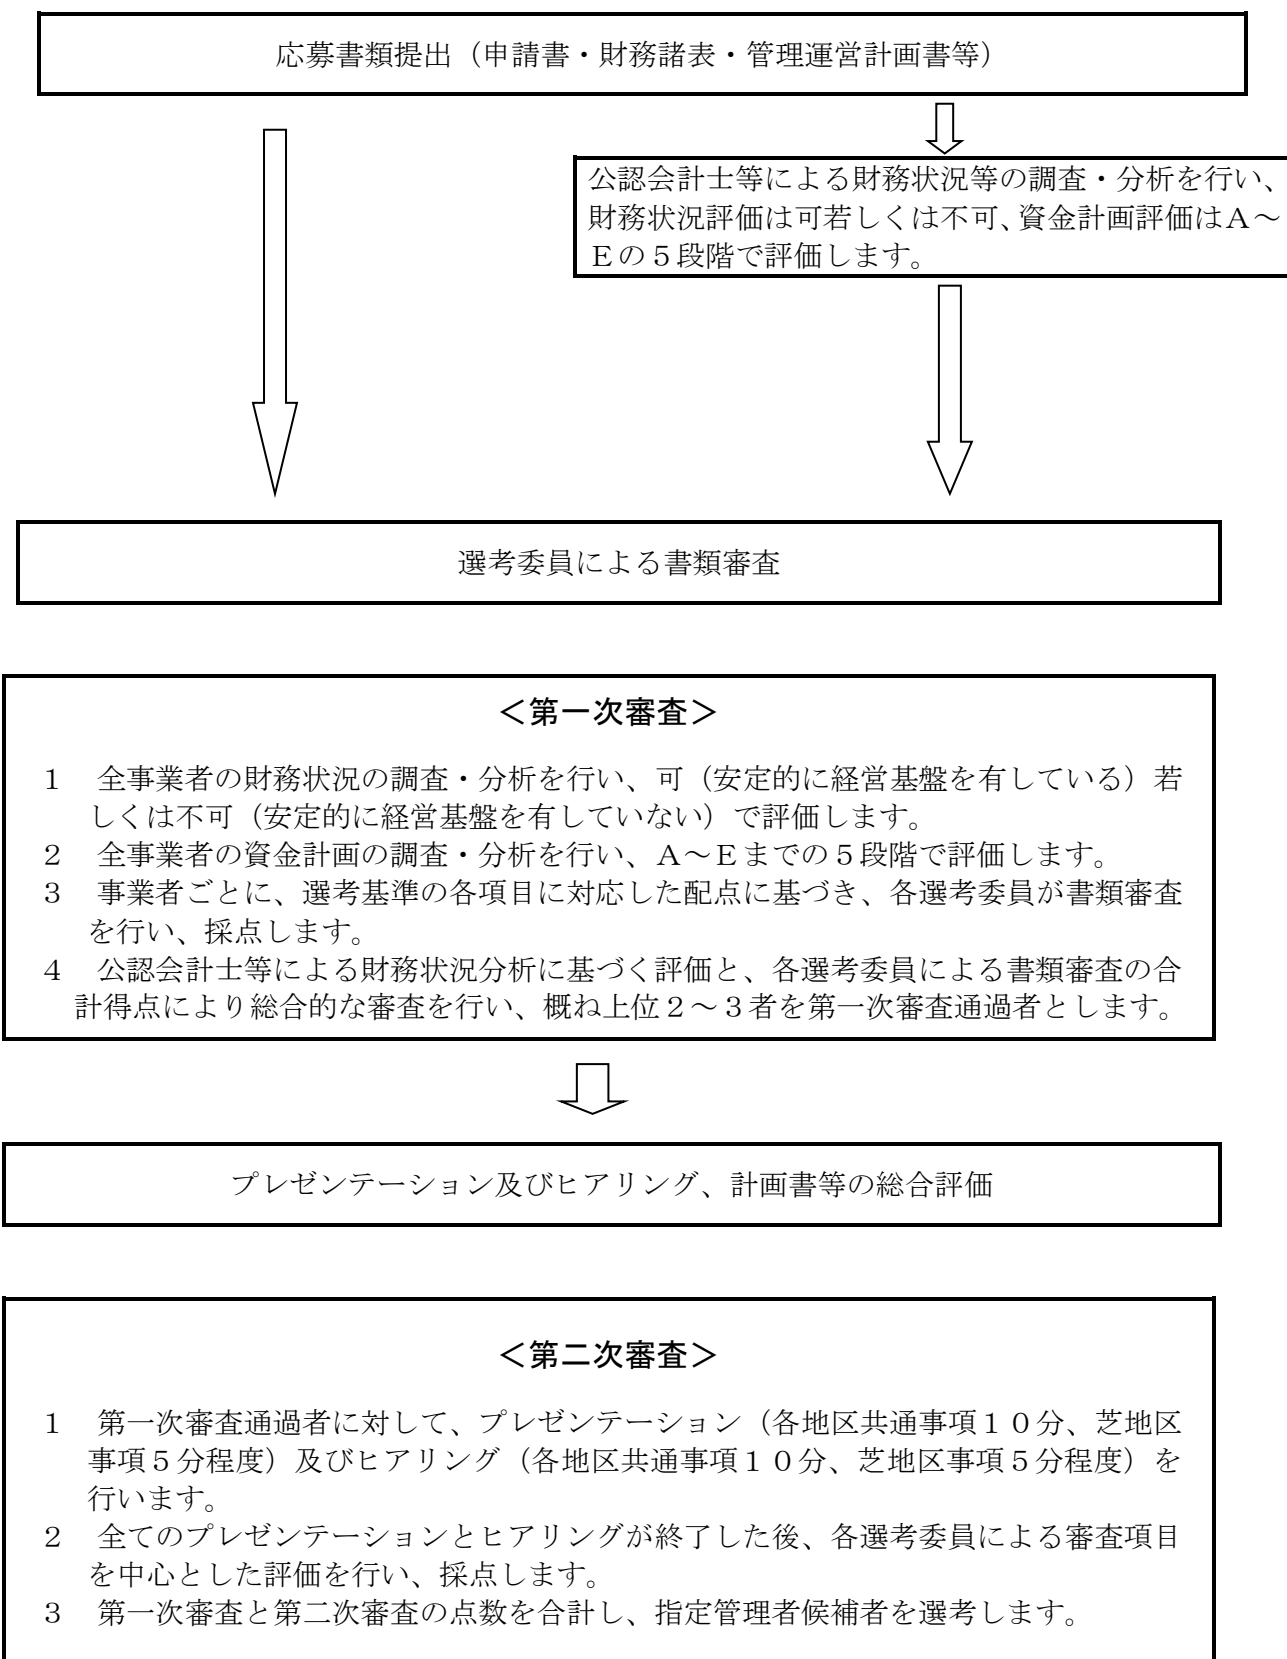 応募書類提出（申請書・財務諸表・管理運営計画書等）
公認会計士等による財務状況等の調査・分析を行い、
財務状況評価は可若しくは不可、資金計画評価はＡ～
Ｅの５段階で評価します。
選考委員による書類審査
＜第一次審査＞
１　全事業者の財務状況の調査・分析を行い、可（安定的に経営基盤を有している）若
しくは不可（安定的に経営基盤を有していない）で評価します。
２　全事業者の資金計画の調査・分析を行い、Ａ～Ｅまでの５段階で評価します。
３　事業者ごとに、選考基準の各項目に対応した配点に基づき、各選考委員が書類審査
を行い、採点します。
４　公認会計士等による財務状況分析に基づく評価と、各選考委員による書類審査の合
計得点により総合的な審査を行い、概ね上位２～３者を第一次審査通過者とします。
プレゼンテーション及びヒアリング、計画書等の総合評価
＜第二次審査＞
１　第一次審査通過者に対して、プレゼンテーション（各地区共通事項１０分、芝地区
事項５分程度）及びヒアリング（各地区共通事項１０分、芝地区事項５分程度）を
行います。
２　全てのプレゼンテーションとヒアリングが終了した後、各選考委員による審査項目
を中心とした評価を行い、採点します。
３　第一次審査と第二次審査の点数を合計し、指定管理者候補者を選考します。